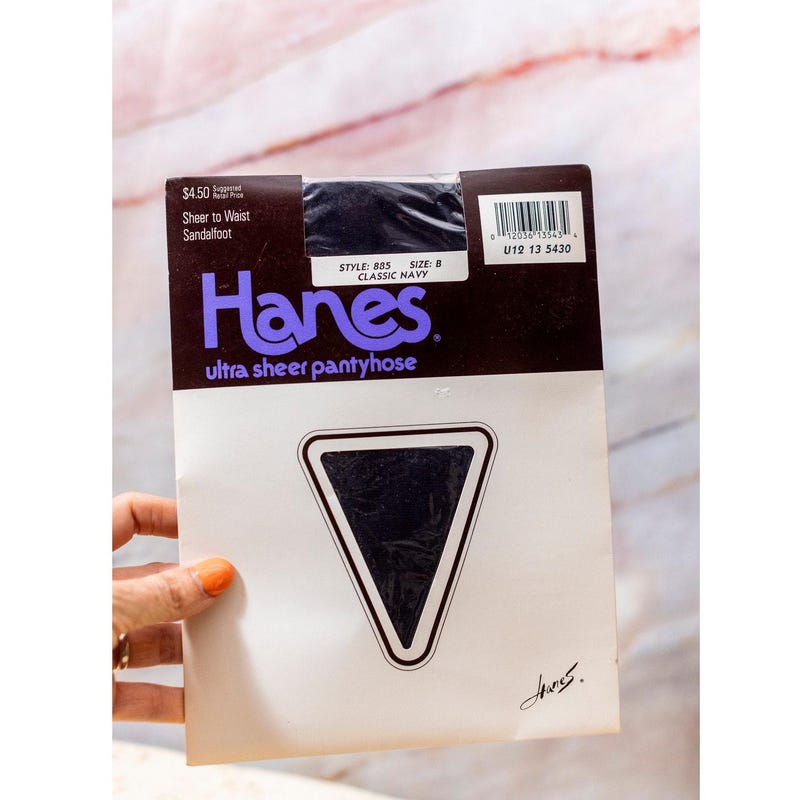 $4.50 Suggested
Retail Price
Sheer to Waist
Sandalfoot
STYLE: 885 SIZE: B
CLASSIC NAVY
0 12036 13543 4
U12 13 5430
Hanes®
ultra sheer pantyhose
Hanes®